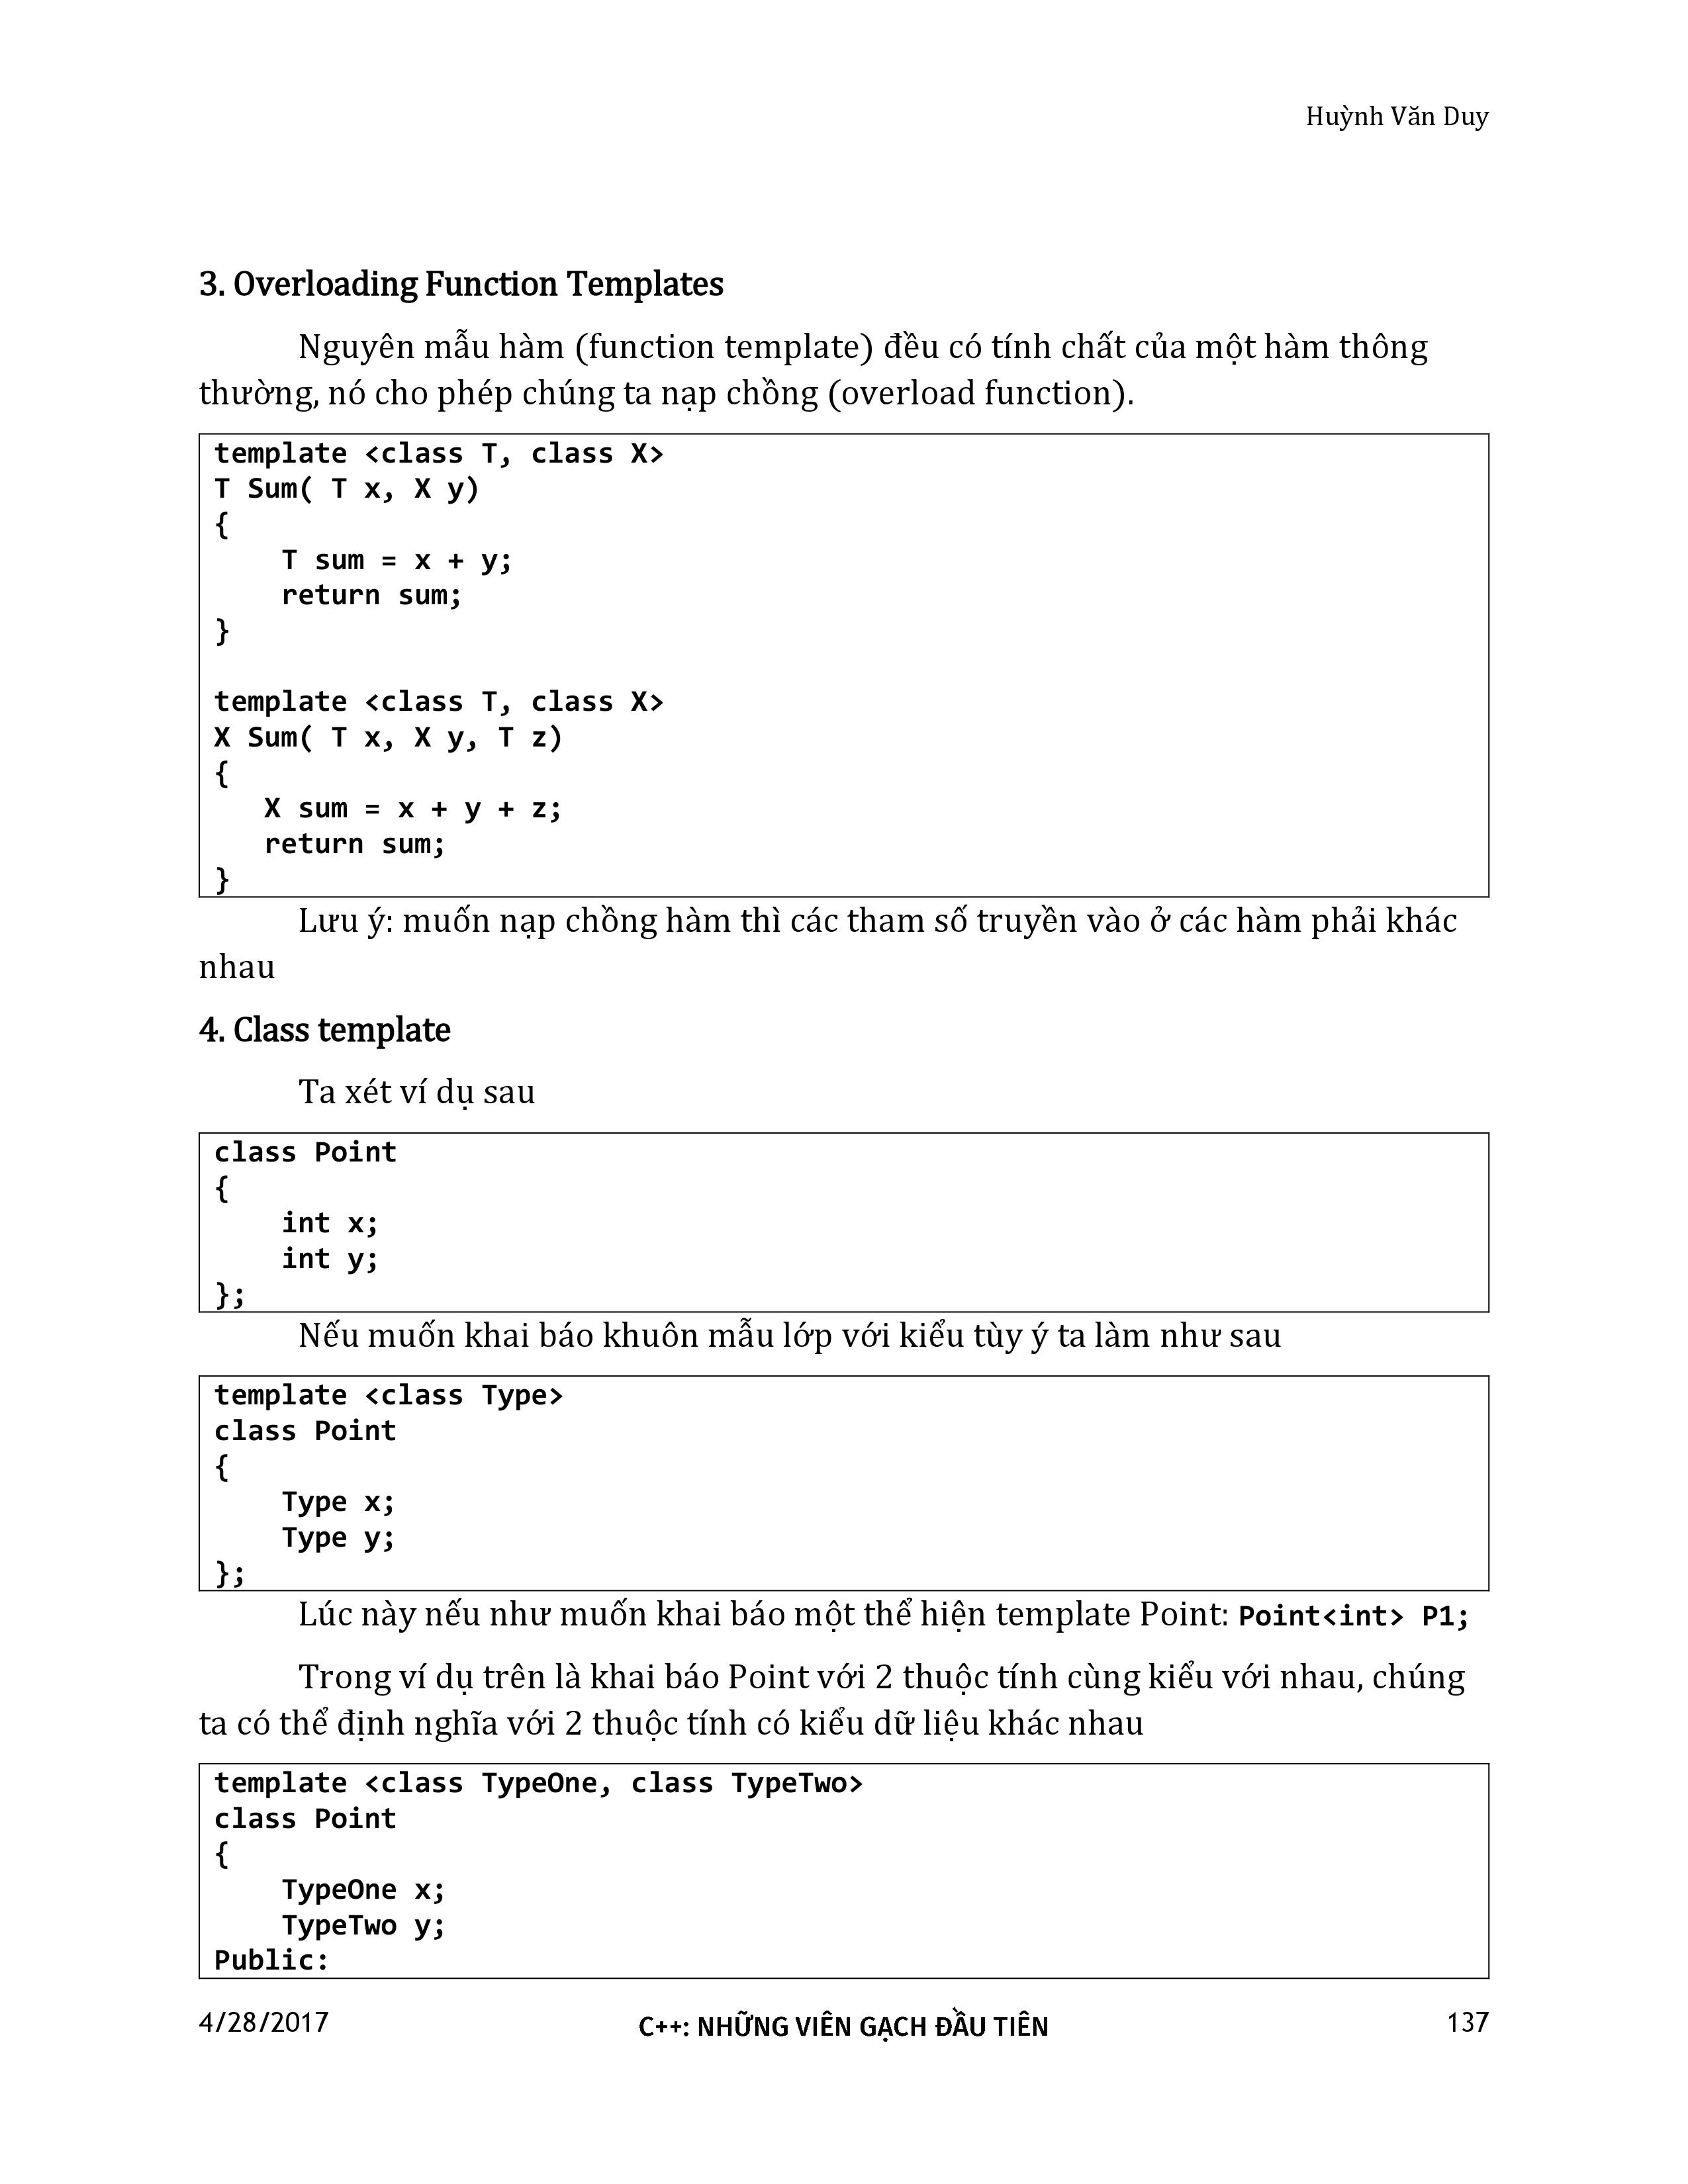 Huỳnh Văn Duy
3. Overloading Function Templates
Nguyên mẫu hàm (function template) đều có tính chất của một hàm thông
thường, nó cho phép chúng ta nạp chồng (overload function).
template <class T, class X>
T Sum( T x, X y)
{
    T sum = x + y;
    return sum;
}
template <class T, class X>
X Sum( T x, X y, T z)
{
   X sum = x + y + z;
   return sum;
}
Lưu ý: muốn nạp chồng hàm thì các tham số truyền vào ở các hàm phải khác
nhau
4. Class template
Ta xét ví dụ sau
class Point
{
    int x;
    int y;
};
Nếu muốn khai báo khuôn mẫu lớp với kiểu tùy ý ta làm như sau
template <class Type>
class Point
{
    Type x;
    Type y;
};
Lúc này nếu như muốn khai báo một thể hiện template Point: Point<int> P1;
Trong ví dụ trên là khai báo Point với 2 thuộc tính cùng kiểu với nhau, chúng
ta có thể định nghĩa với 2 thuộc tính có kiểu dữ liệu khác nhau
template <class TypeOne, class TypeTwo>
class Point
{
    TypeOne x;
    TypeTwo y;
Public:
4/28/2017 C++: NHỮNG VIÊN GẠCH ĐẦU TIÊN 137